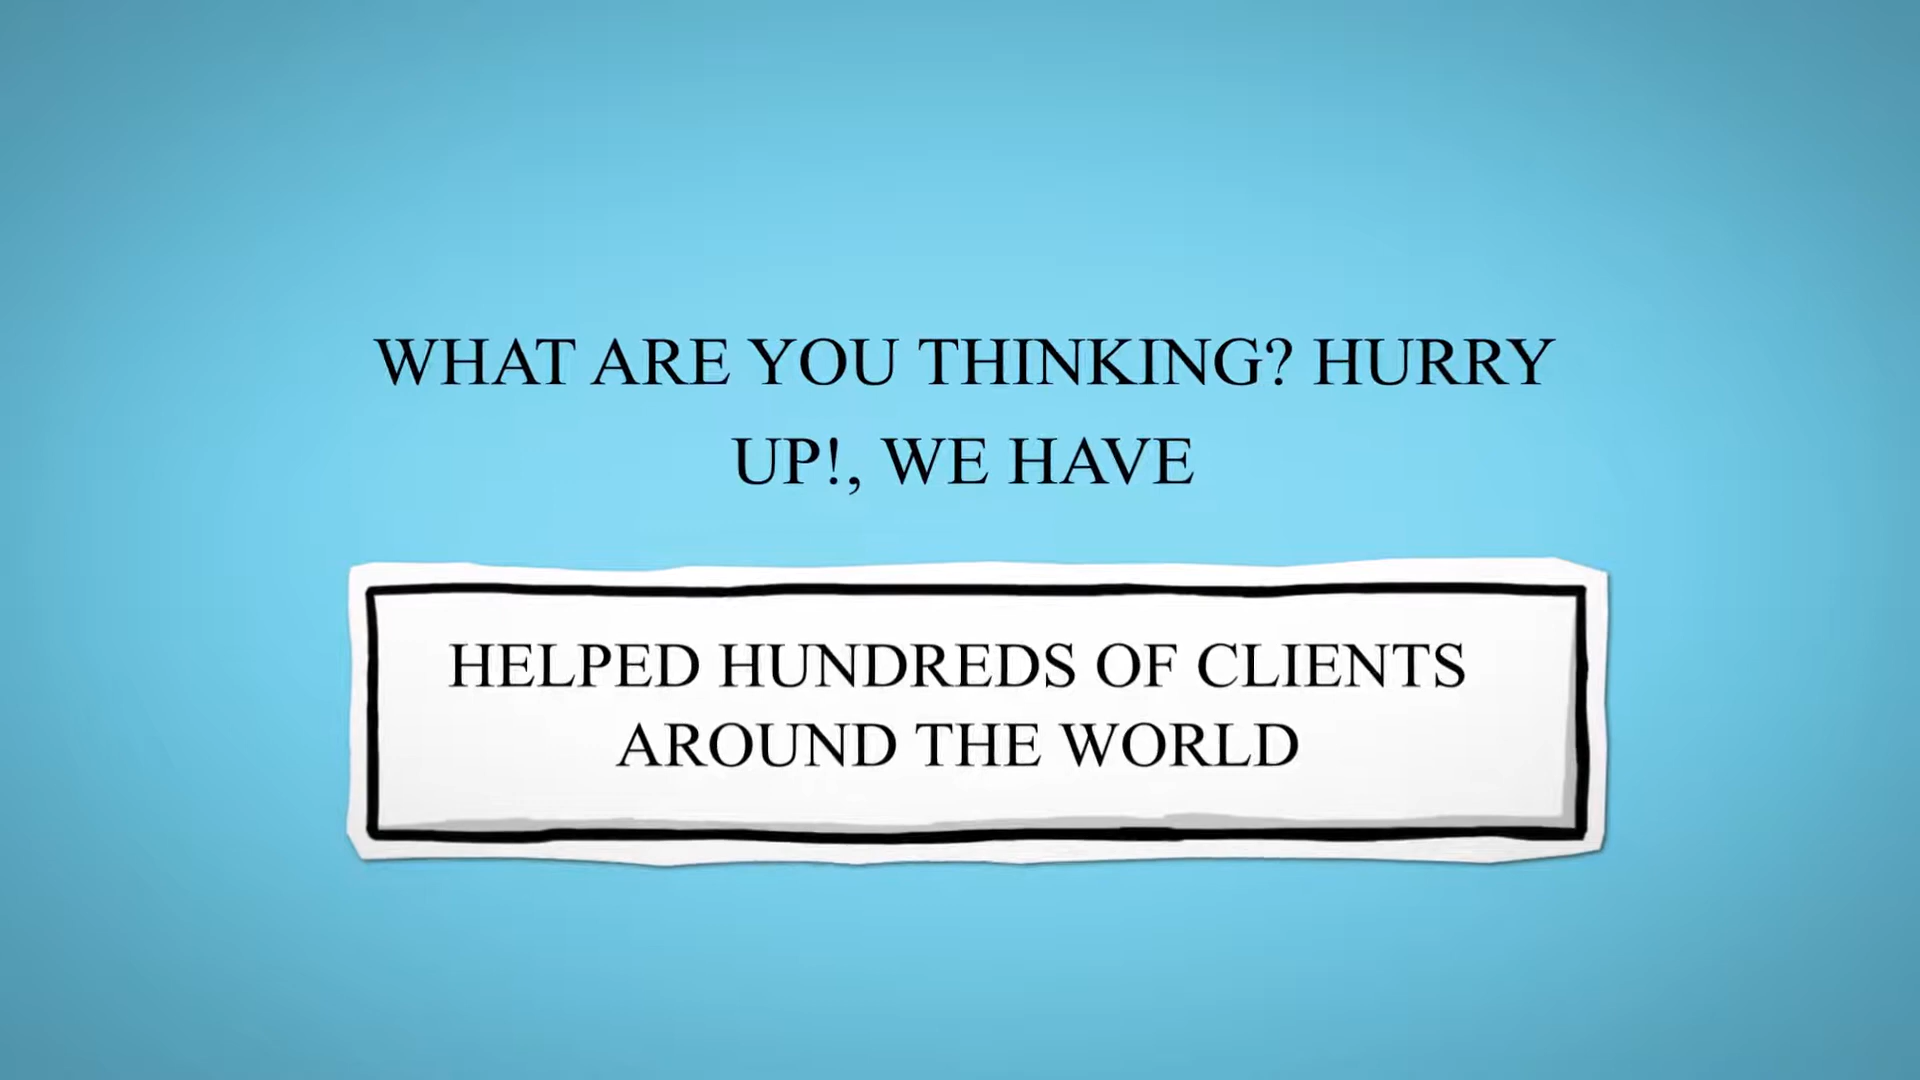 WHAT ARE YOU THINKING? HURRY
UP!, WE HAVE
HELPED HUNDREDS OF CLIENTS
AROUND THE WORLD